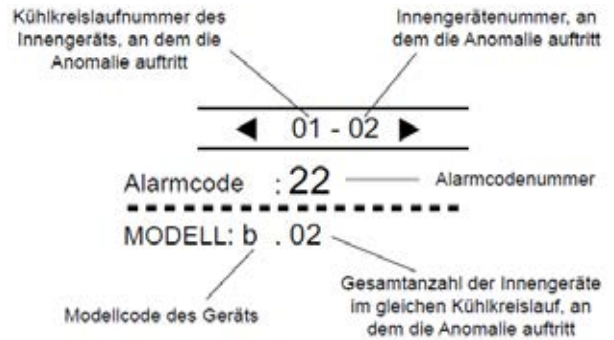 Kühlkreislaufnummer des
Innengeräts, an dem die
Anomalie auftritt
Innengerätenummer, an
dem die Anomalie auftritt
◀ 01 - 02 ▶
Alarmcode : 22
Alarmcodenummer
MODELL: b . 02
Modellcode des Geräts
Gesamtanzahl der Innengeräte
im gleichen Kühlkreislauf, an
dem die Anomalie auftritt